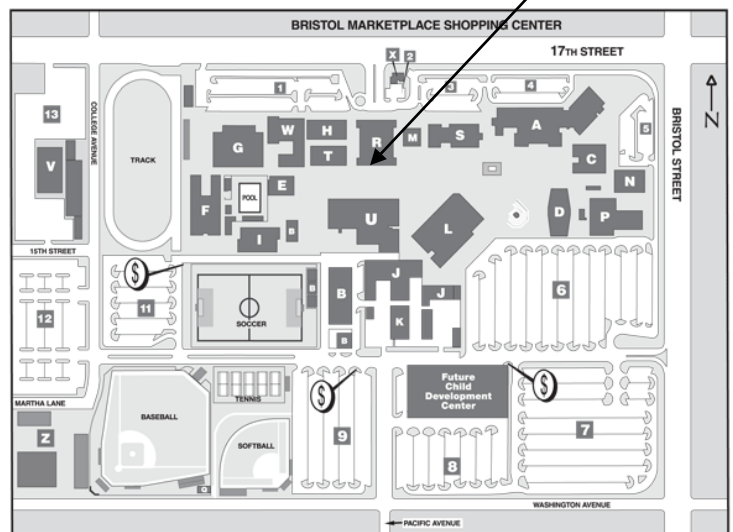 BRISTOL MARKETPLACE SHOPPING CENTER
17TH STREET
X 2
1
3
4
5
13
COLLEGE AVENUE
BRISTOL STREET
N
TRACK
V
G
W
H
T
R
M
S
A
C
N
E
POOL
F
I
B
U
L
D
P
15TH STREET
$
11
SOCCER
B
B
B
J
J
K
6
12
MARTHA LANE
Z
BASEBALL
TENNIS
SOFTBALL
$
9
Future
Child
Development
Center
$
7
8
WASHINGTON AVENUE
PACIFIC AVENUE